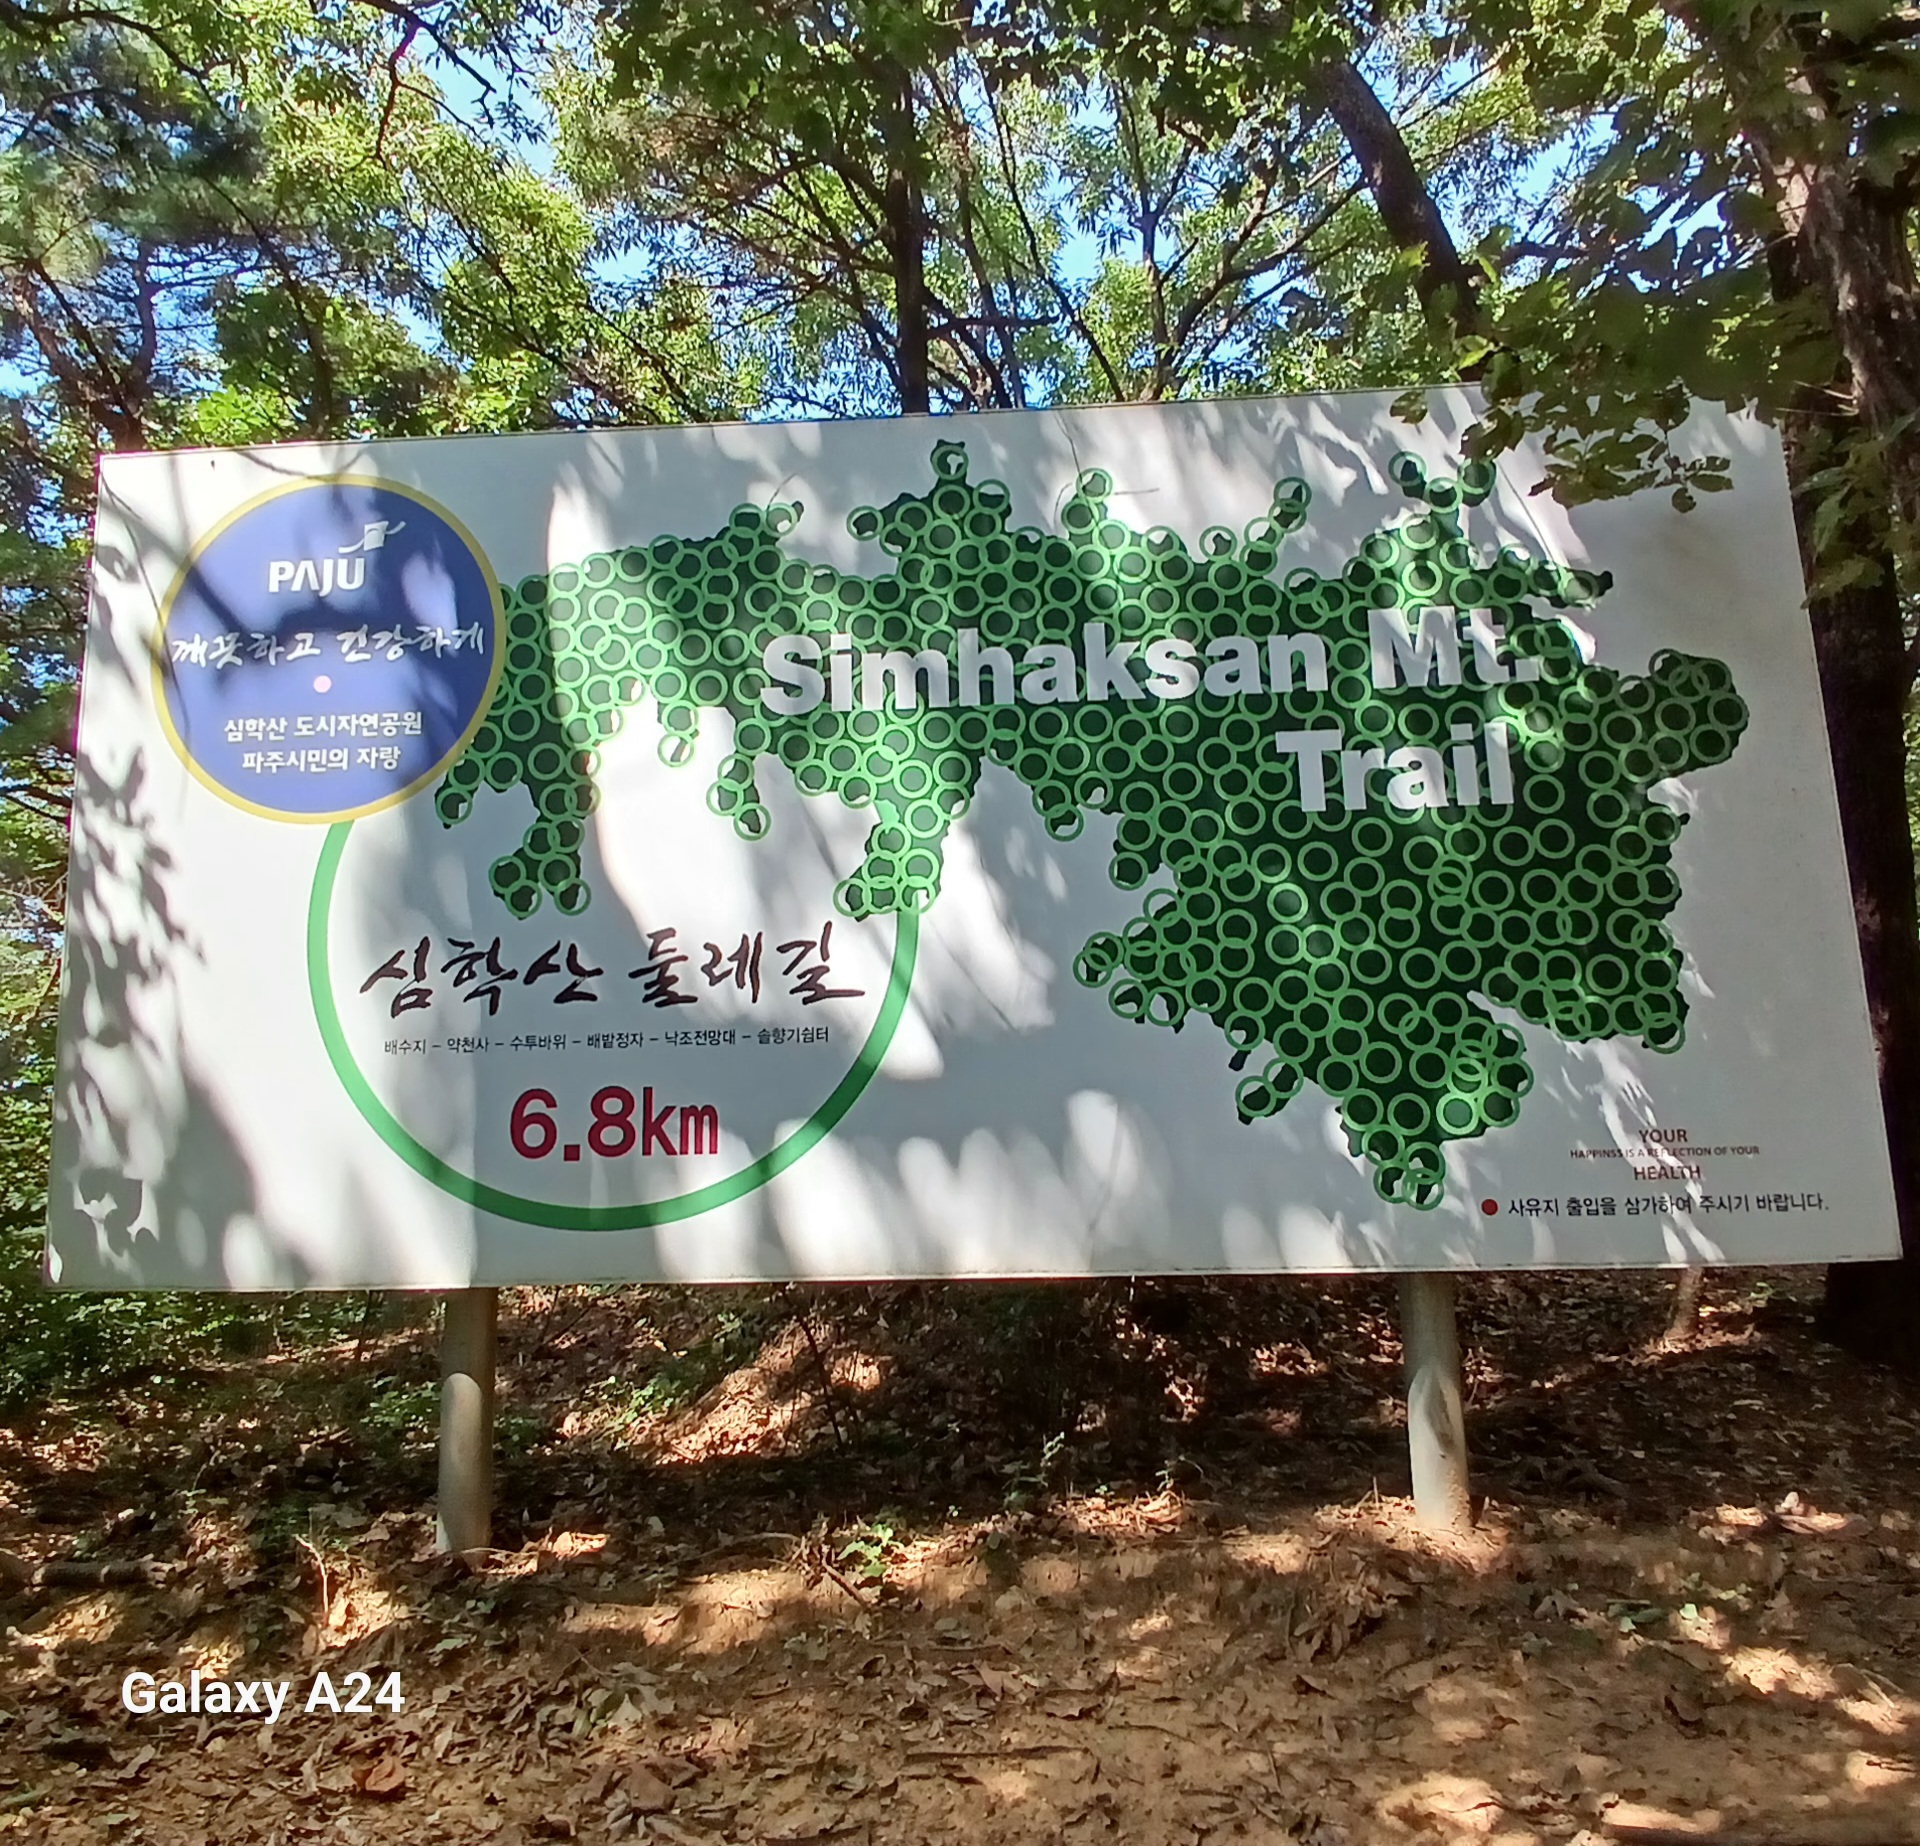 PAJU
깨끗하고 건강하게
심학산 도시자연공원
파주시민의 자랑
Simhaksan Mt.
Trail
심학산 둘레길
배수지 – 약천사 – 수투바위 – 배밭정자 – 낙조전망대 – 솔향기쉼터
6.8km
YOUR
HAPPINSS IS A REFLECTION OF YOUR
HEALTH
● 사유지 출입을 삼가하여 주시기 바랍니다.
Galaxy A24